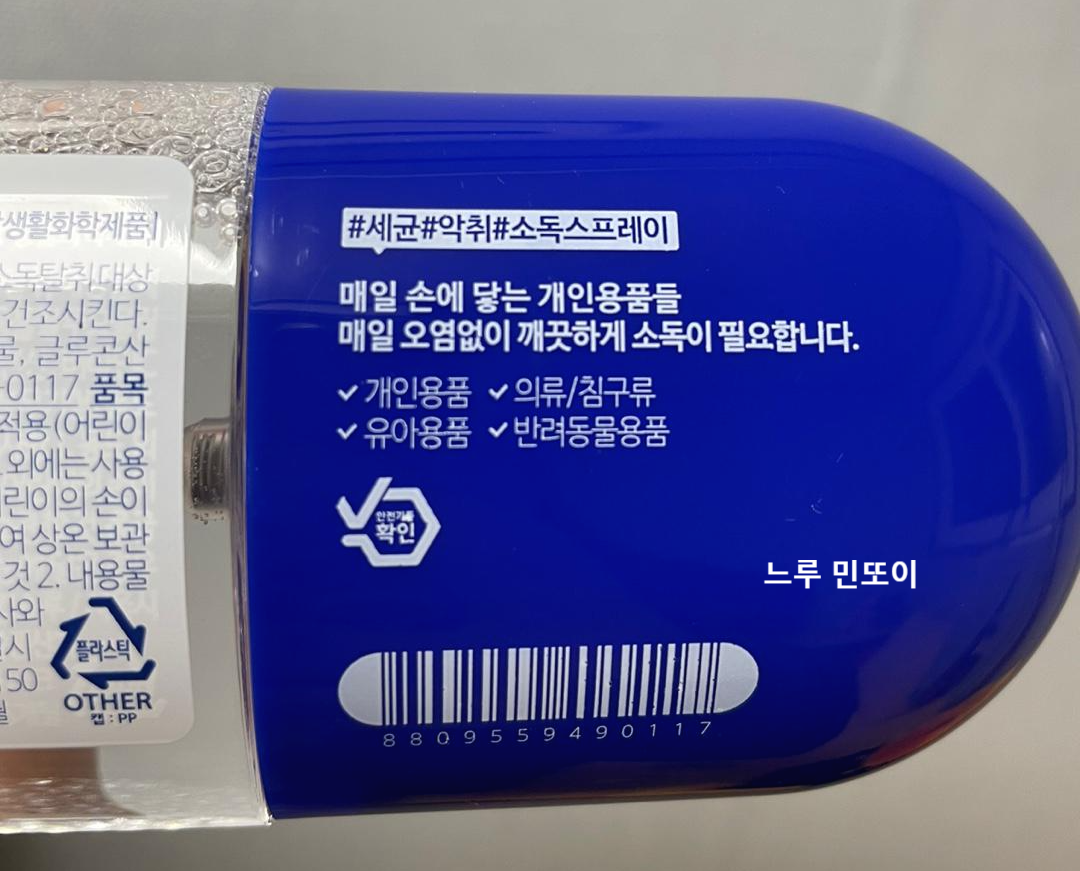 생활화학제품
소독탈취대상
건조시킨다.
글루코산
-0117 품목
적용(어린이
외에는 사용
린이의 손이
여 상온 보관
것 2. 내용물
사와
시
50
플라스틱
OTHER
캡 : PP
#세균#악취#소독스프레이
매일 손에 닿는 개인용품들
매일 오염없이 깨끗하게 소독이 필요합니다.
개인용품 의류/침구류
유아용품 반려동물용품
안전기준
확인
느루 민또이
8809559490117